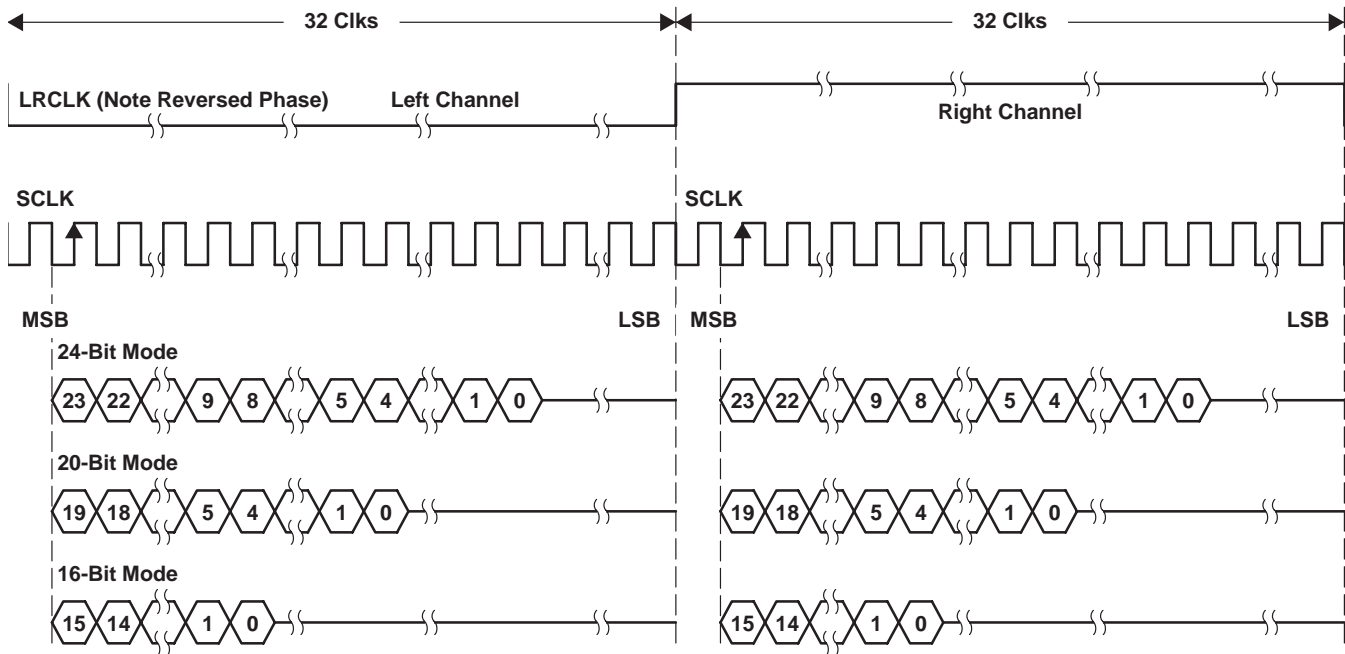 32 Clks 32 Clks
LRCLK (Note Reversed Phase) Left Channel
Right Channel
SCLK SCLK
MSB LSB MSB LSB
24-Bit Mode
23 22 9 8 5 4 1 0 23 22 9 8 5 4 1 0
20-Bit Mode
19 18 5 4 1 0 19 18 5 4 1 0
16-Bit Mode
15 14 1 0 15 14 1 0